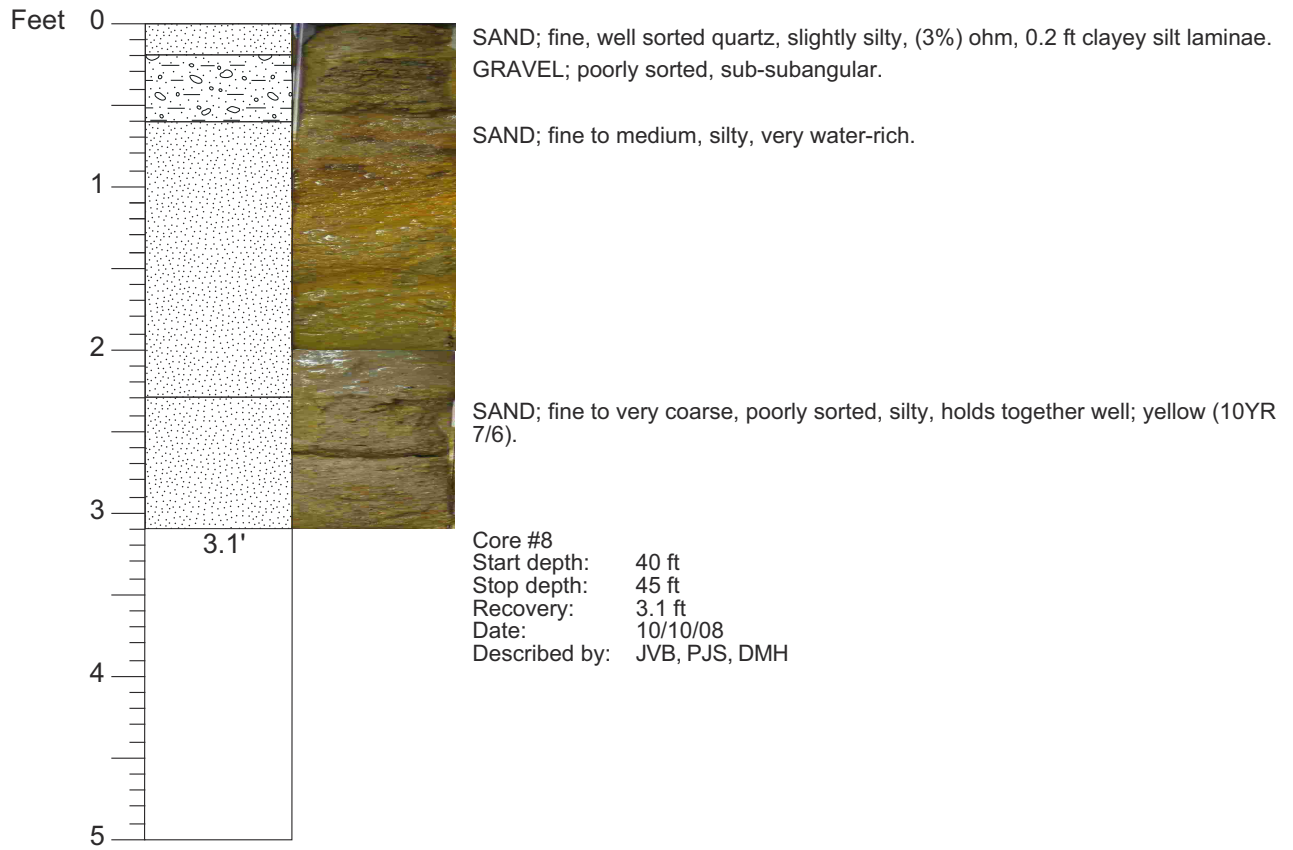 Feet 0
SAND; fine, well sorted quartz, slightly silty, (3%) ohm, 0.2 ft clayey silt laminae.
GRAVEL; poorly sorted, sub-subangular.
SAND; fine to medium, silty, very water-rich.
1
2
SAND; fine to very coarse, poorly sorted, silty, holds together well; yellow (10YR
7/6).
3
3.1'
Core #8
Start depth: 40 ft
Stop depth: 45 ft
Recovery: 3.1 ft
Date: 10/10/08
Described by: JVB, PJS, DMH
4
5